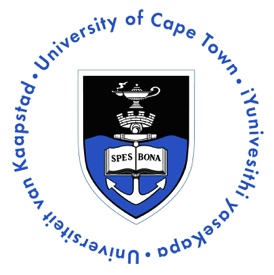 University of Cape Town • iYunivesithi yaseKapa • Universiteit van Kaapstad •
SPES BONA